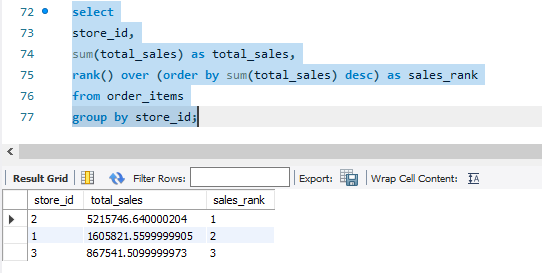 72 select
73 store_id,
74 sum(total_sales) as total_sales,
75 rank() over (order by sum(total_sales) desc) as sales_rank
76 from order_items
77 group by store_id;
Result Grid Filter Rows: Export: Wrap Cell Content: IA
store_id total_sales sales_rank
2 5215746.640000204 1
1 1605821.5599999905 2
3 867541.5099999973 3